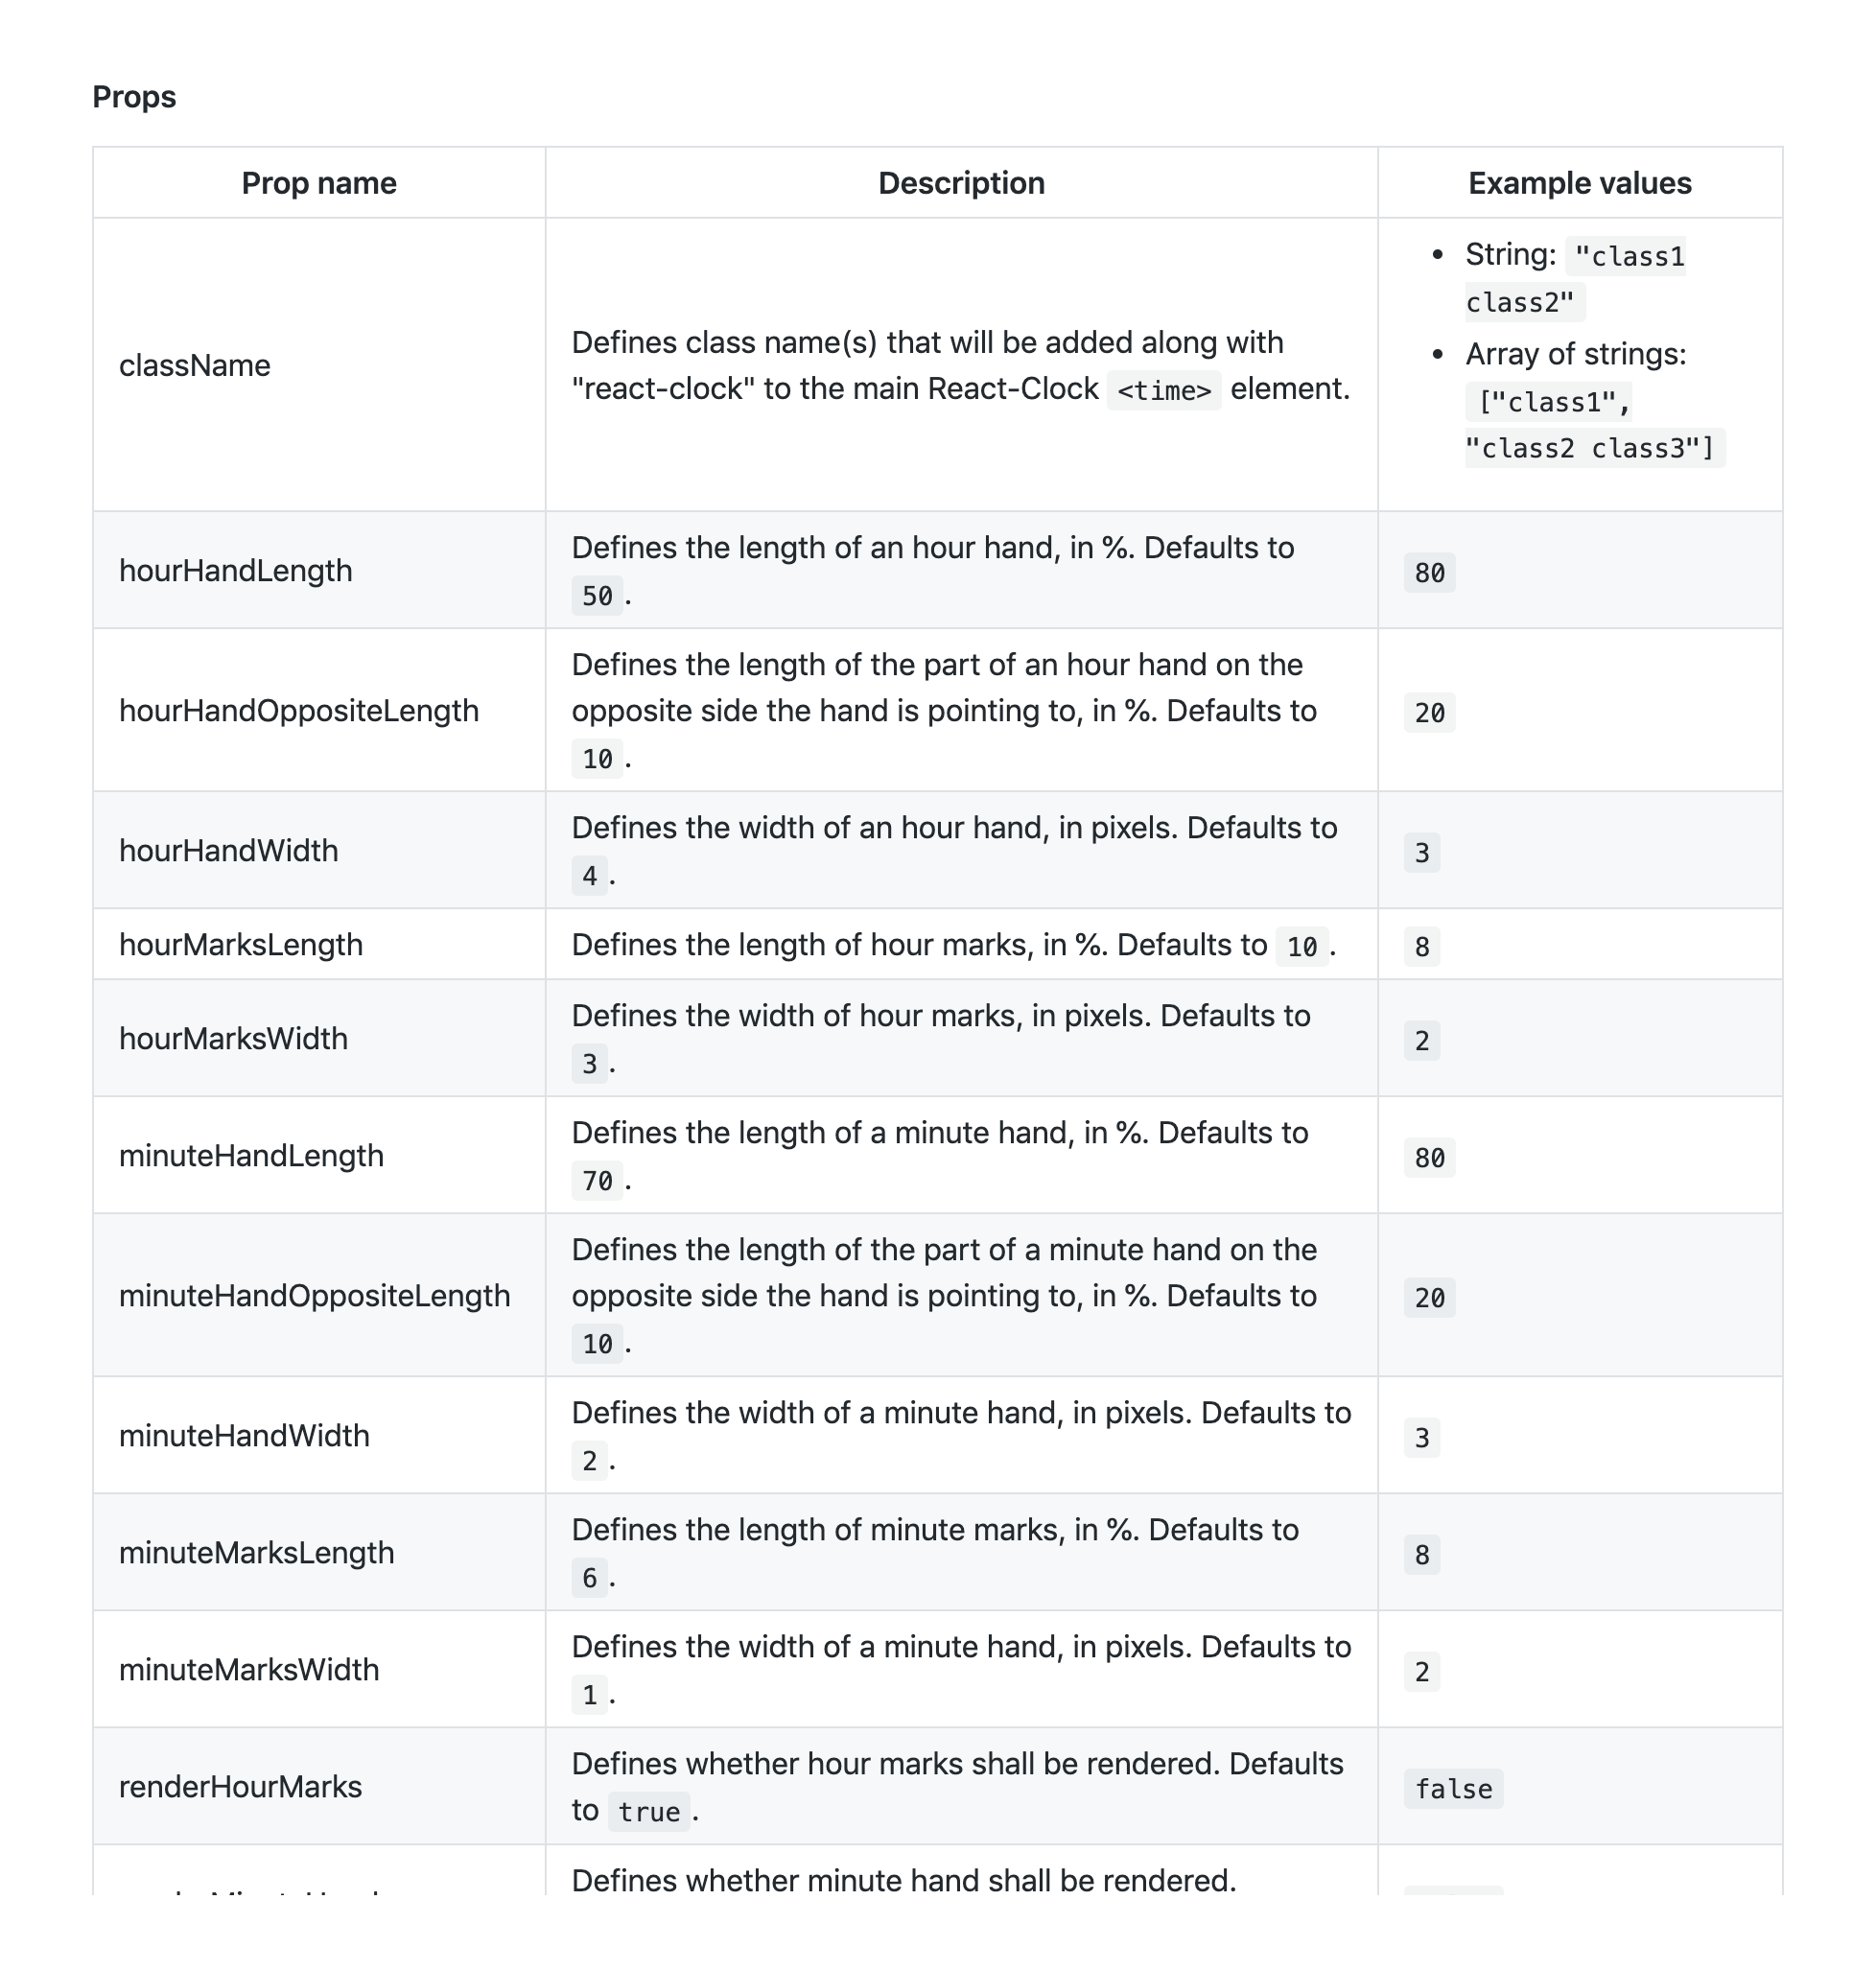 Props
Prop name Description Example values
className
Defines class name(s) that will be added along with
"react-clock" to the main React-Clock <time> element.
• String: "class1
class2"
• Array of strings:
["class1",
"class2 class3"]
hourHandLength
Defines the length of an hour hand, in %. Defaults to
50.
80
hourHandOppositeLength
Defines the length of the part of an hour hand on the
opposite side the hand is pointing to, in %. Defaults to
10.
20
hourHandWidth
Defines the width of an hour hand, in pixels. Defaults to
4.
3
hourMarksLength
Defines the length of hour marks, in %. Defaults to 10.
8
hourMarksWidth
Defines the width of hour marks, in pixels. Defaults to
3.
2
minuteHandLength
Defines the length of a minute hand, in %. Defaults to
70.
80
minuteHandOppositeLength
Defines the length of the part of a minute hand on the
opposite side the hand is pointing to, in %. Defaults to
10.
20
minuteHandWidth
Defines the width of a minute hand, in pixels. Defaults to
2.
3
minuteMarksLength
Defines the length of minute marks, in %. Defaults to
6.
8
minuteMarksWidth
Defines the width of a minute hand, in pixels. Defaults to
1.
2
renderHourMarks
Defines whether hour marks shall be rendered. Defaults
to true.
false
Defines whether minute hand shall be rendered.